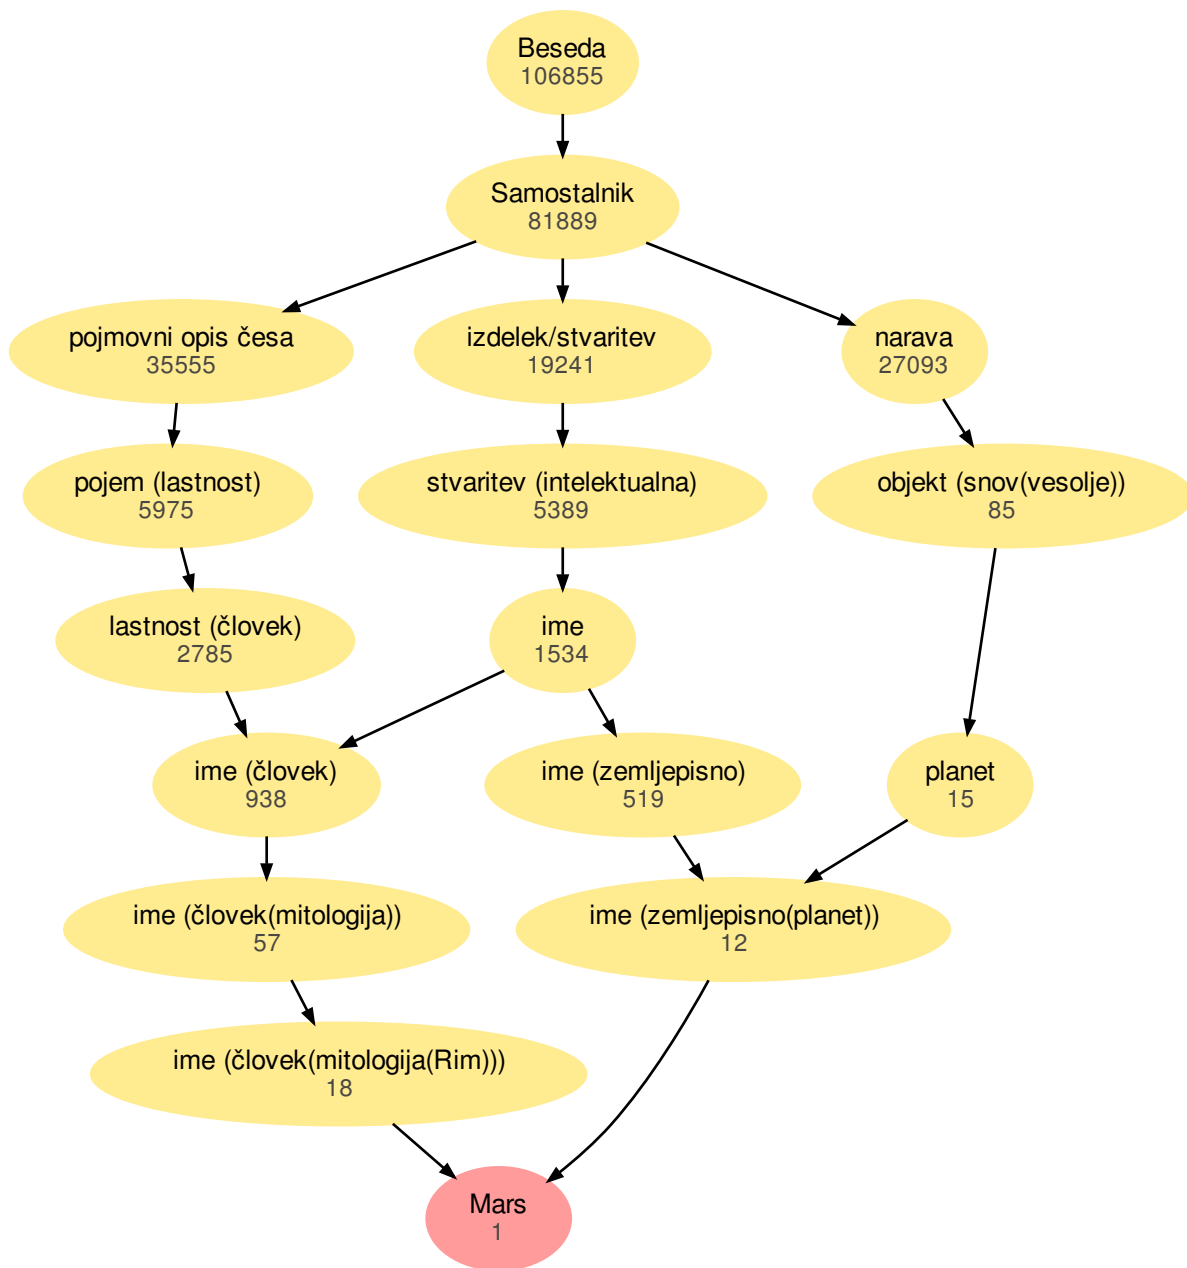 Beseda
106855
Samostalnik
81889
pojmovni opis česa
35555
izdelek/stvaritev
19241
narava
27093
pojem (lastnost)
5975
stvaritev (intelektualna)
5389
objekt (snov(vesolje))
85
lastnost (človek)
2785
ime
1534
ime (človek)
938
ime (zemljepisno)
519
planet
15
ime (človek(mitologija))
57
ime (zemljepisno(planet))
12
ime (človek(mitologija(Rim)))
18
Mars
1